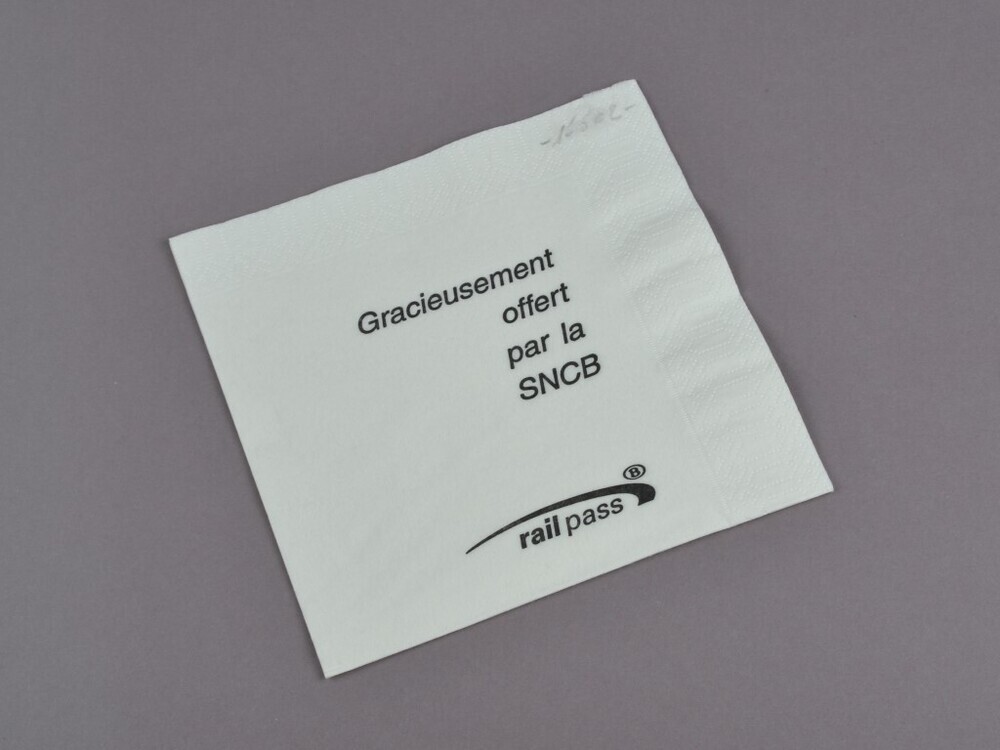 Gracieusement
offert
par la
SNCB
B
rail pass